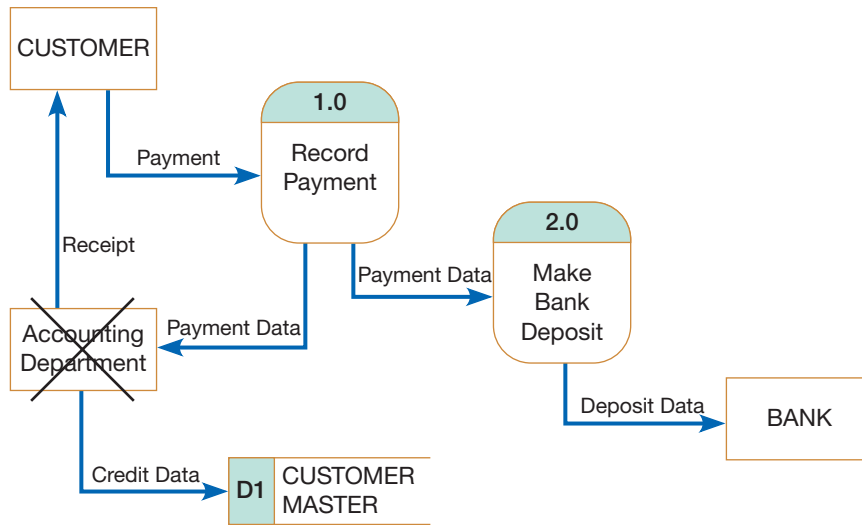 CUSTOMER
1.0
Record
Payment
Payment
2.0
Make
Bank
Deposit
Receipt
Payment Data
Payment Data
Accounting
Department
Deposit Data
BANK
Credit Data
D1
CUSTOMER
MASTER